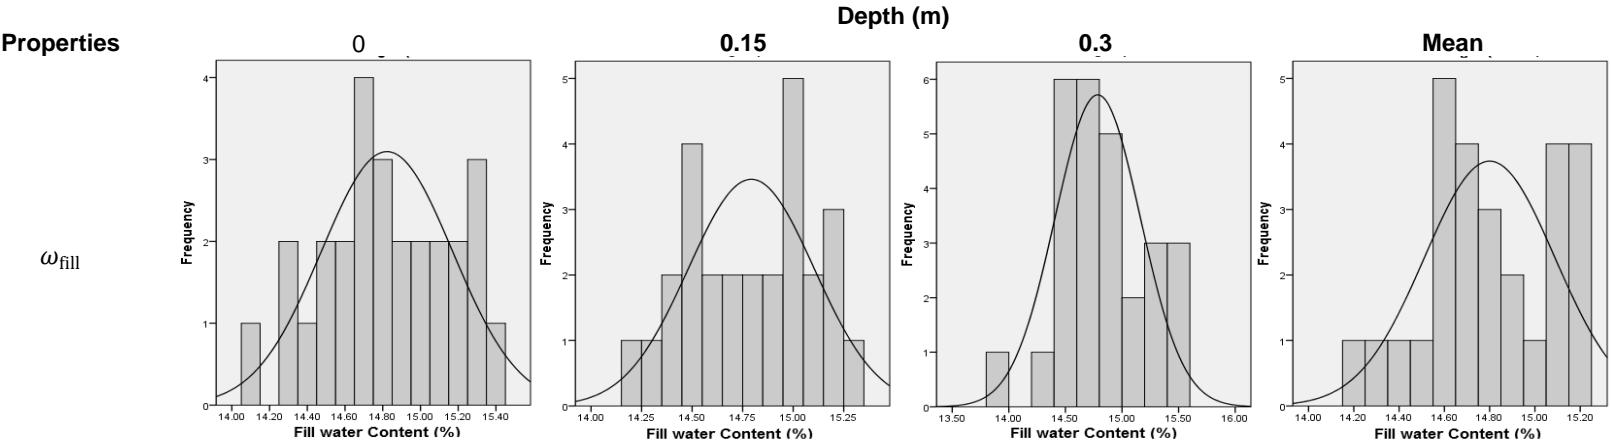 Depth (m)
Properties 0 0.15 0.3 Mean
ω fill
4
3
2
1
0
Frequency
14.00 14.20 14.40 14.60 14.80 15.00 15.20 15.40
Fill water Content (%)
5
4
3
2
1
0
Frequency
14.00 14.25 14.50 14.75 15.00 15.25
Fill water Content (%)
6
5
4
3
2
1
0
Frequency
13.50 14.00 14.50 15.00 15.50 16.00
Fill water Content (%)
5
4
3
2
1
0
Frequency
14.00 14.20 14.40 14.60 14.80 15.00 15.20
Fill water Content (%)